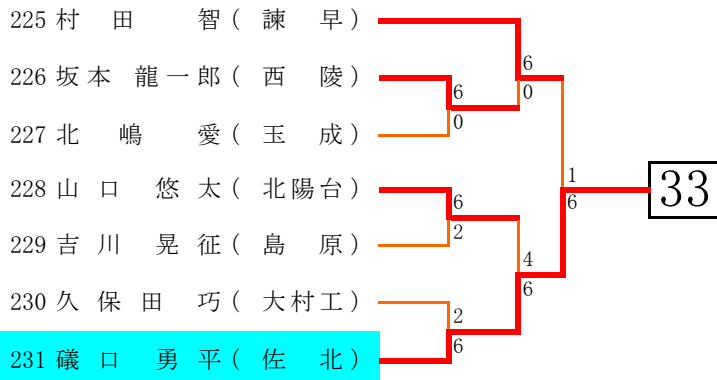 225 村田 智(諫早)
226 坂本 龍一郎(西陵)
227 北嶋 愛(玉成)
228 山口 悠太(北陽台)
229 吉川 晃征(島原)
230 久保田 巧(大村工)
231 礒口 勇平(佐北)
6
0
6
0
6
2
2
6
4
6
1
6
33